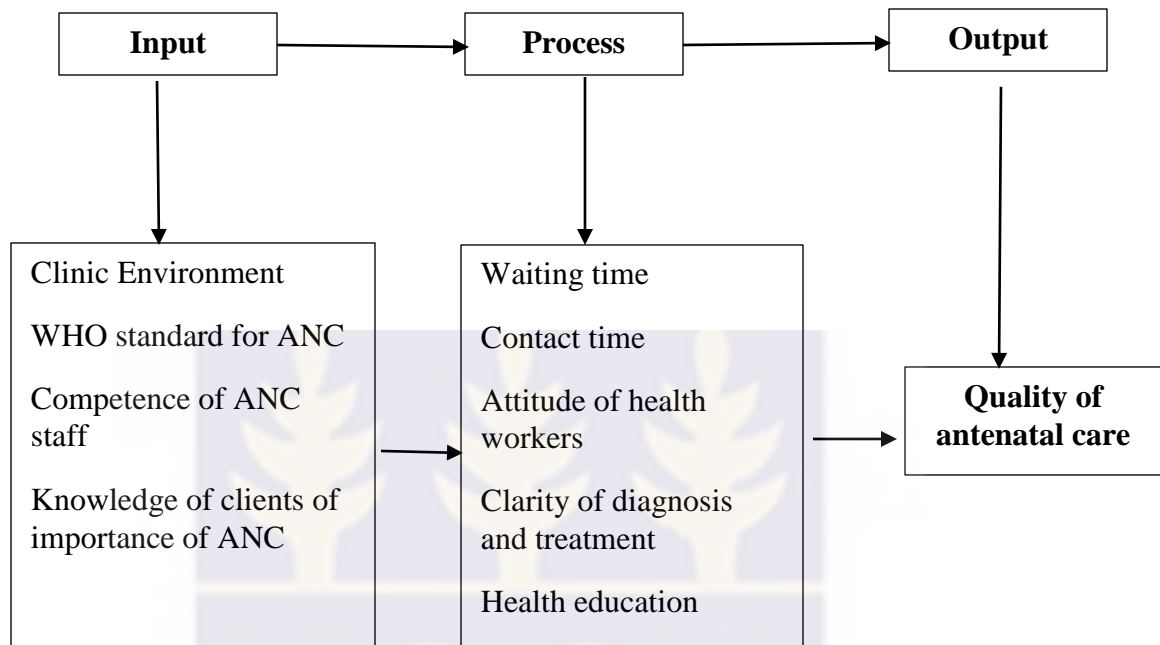 Input
Process
Output
Clinic Environment
WHO standard for ANC
Competence of ANC
staff
Knowledge of clients of
importance of ANC
Waiting time
Contact time
Attitude of health
workers
Clarity of diagnosis
and treatment
Health education
Quality of
antenatal care